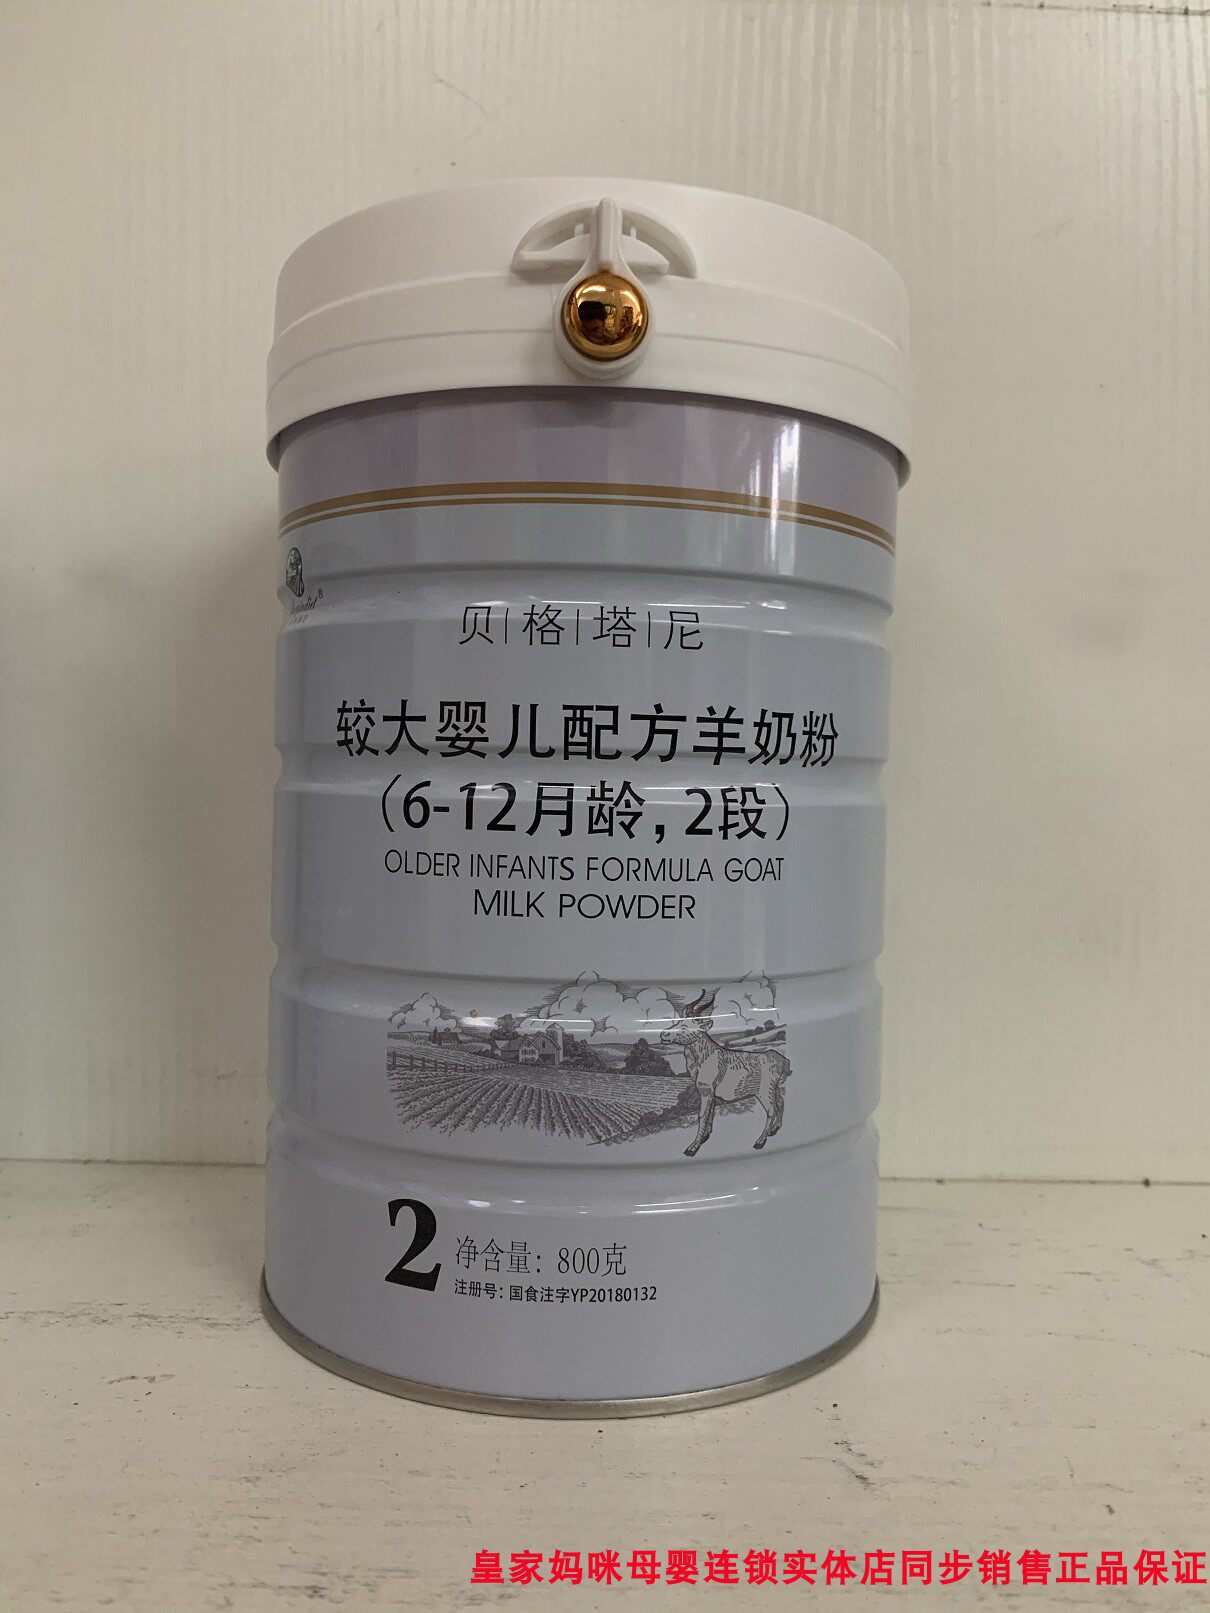 贝|格|塔|尼
较大婴儿配方羊奶粉
(6-12月龄, 2段)
OLDER INFANTS FORMULA GOAT
MILK POWDER
2
净含量: 800克
注册号: 国食注字YP20180132
皇家妈咪母婴连锁实体店同步销售正品保证